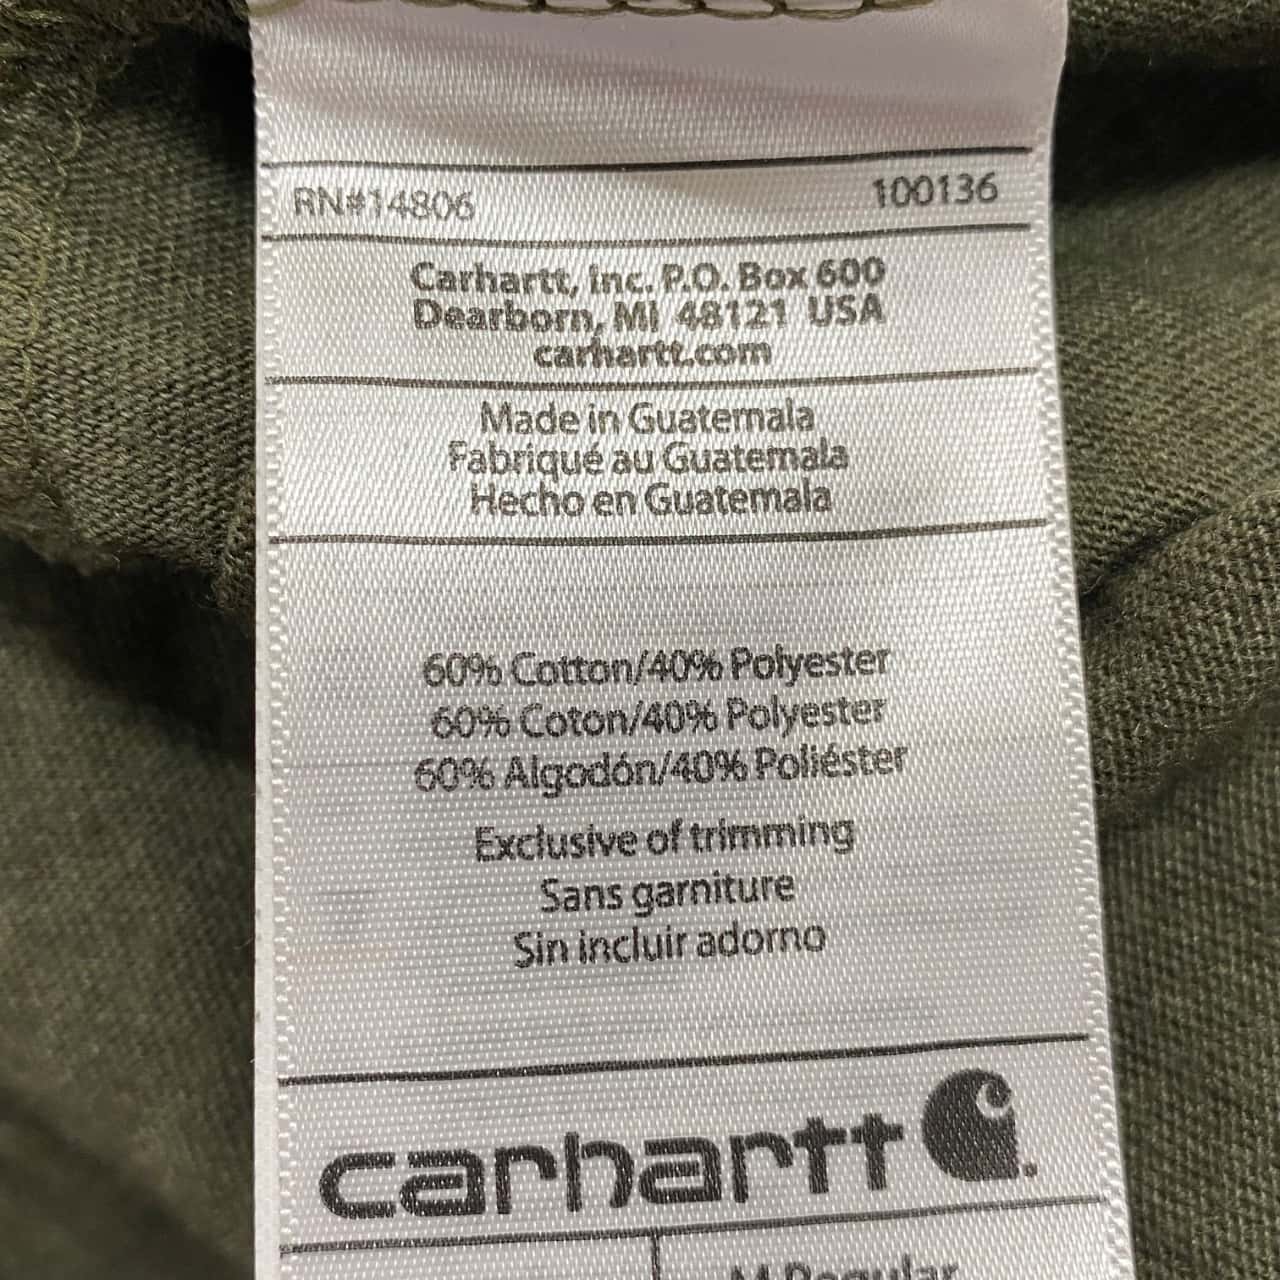 RN#14806 100136
Carhartt, Inc. P.O. Box 600
Dearborn, MI 48121 USA
carhartt.com
Made in Guatemala
Fabriqué au Guatemala
Hecho en Guatemala
60% Cotton/40% Polyester
60% Coton/40% Polyester
60% Algodón/40% Poliéster
Exclusive of trimming
Sans garniture
Sin incluir adorno
carhartt
M Regular